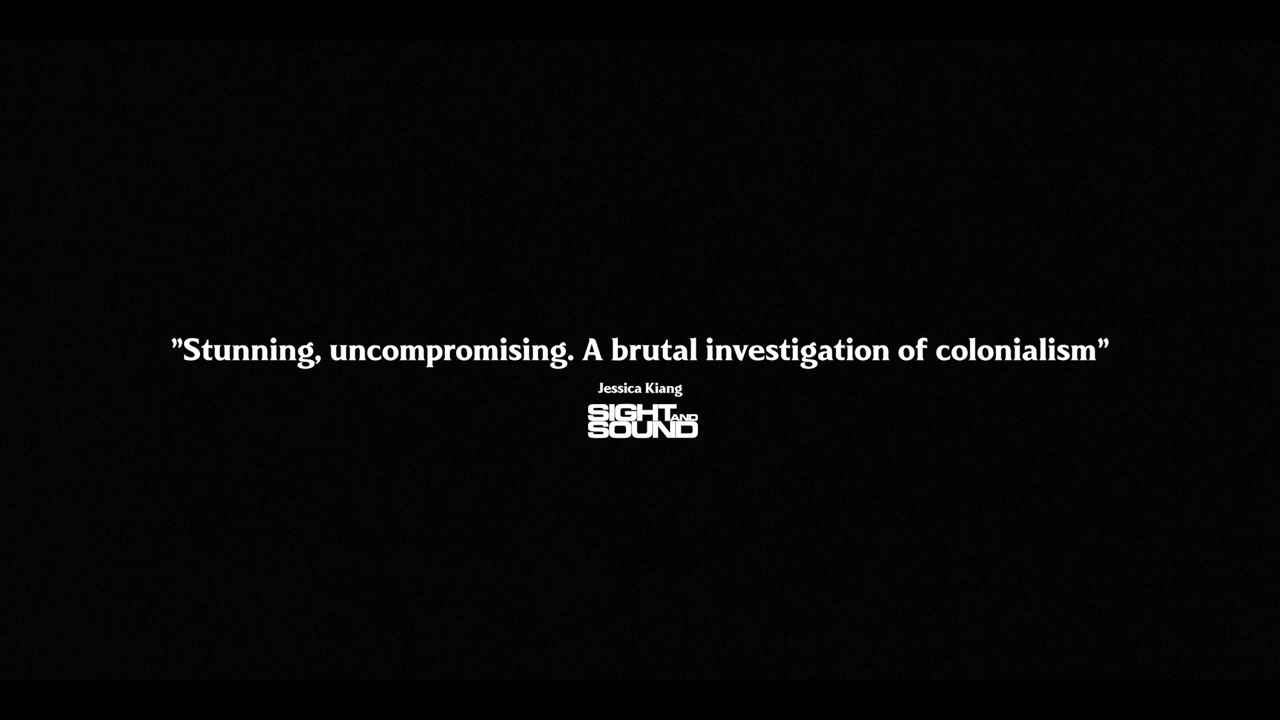 ”Stunning, uncompromising. A brutal investigation of colonialism”
Jessica Kiang
SIGHT AND
SOUND